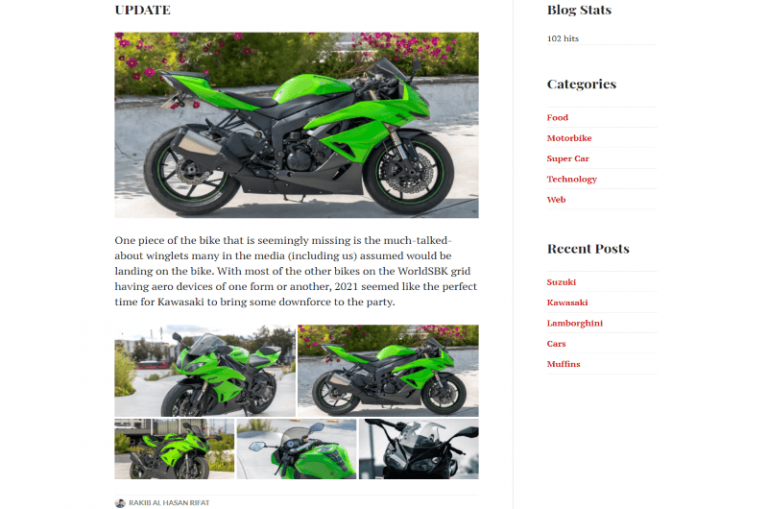 UPDATE
One piece of the bike that is seemingly missing is the much-talked-
about winglets many in the media (including us) assumed would be
landing on the bike. With most of the other bikes on the WorldSBK grid
having aero devices of one form or another, 2021 seemed like the perfect
time for Kawasaki to bring some downforce to the party.
RAKIB AL HASAN RIFAT
Blog Stats
102 hits
Categories
Food
Motorbike
Super Car
Technology
Web
Recent Posts
Suzuki
Kawasaki
Lamborghini
Cars
Muffins